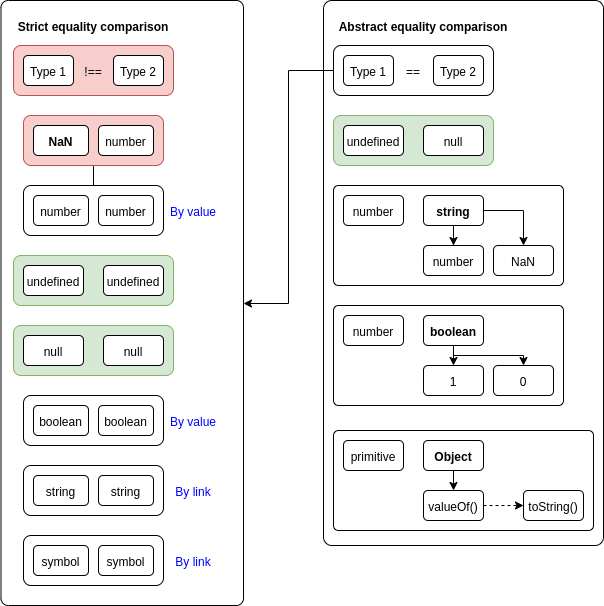 Strict equality comparison
Type 1 !== Type 2
NaN number
number number By value
undefined undefined
null null
boolean boolean By value
string string By link
symbol symbol By link
Abstract equality comparison
Type 1 == Type 2
undefined null
number string
number NaN
number boolean
1 0
primitive Object
valueOf() toString()